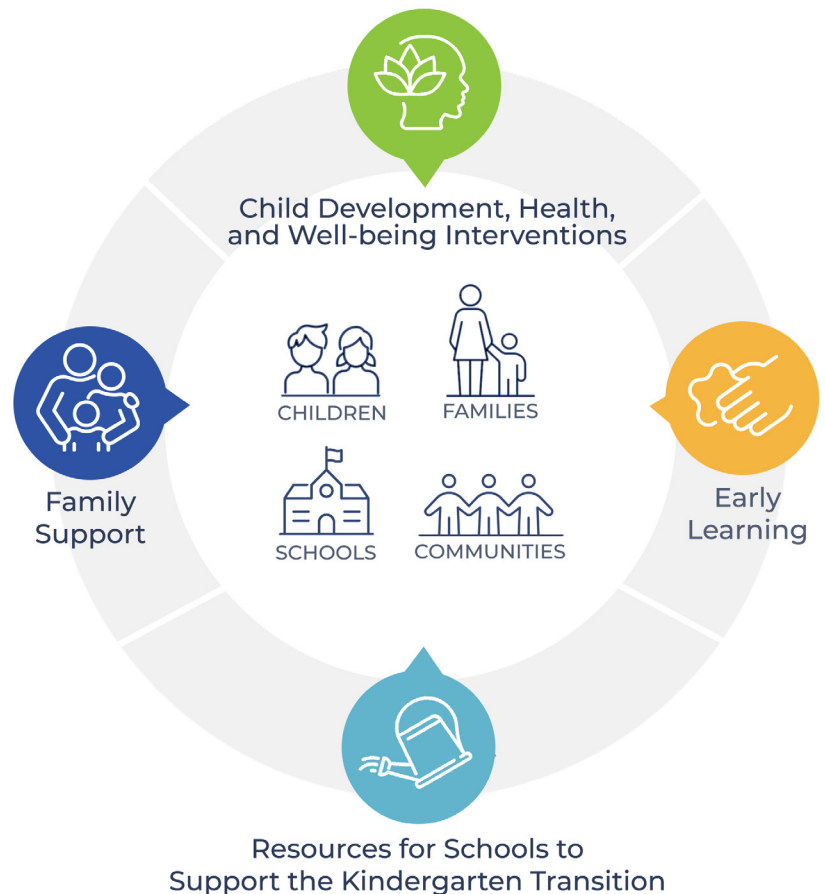 Child Development, Health,
and Well-being Interventions
CHILDREN
FAMILIES
SCHOOLS
COMMUNITIES
Family
Support
Early
Learning
Resources for Schools to
Support the Kindergarten Transition